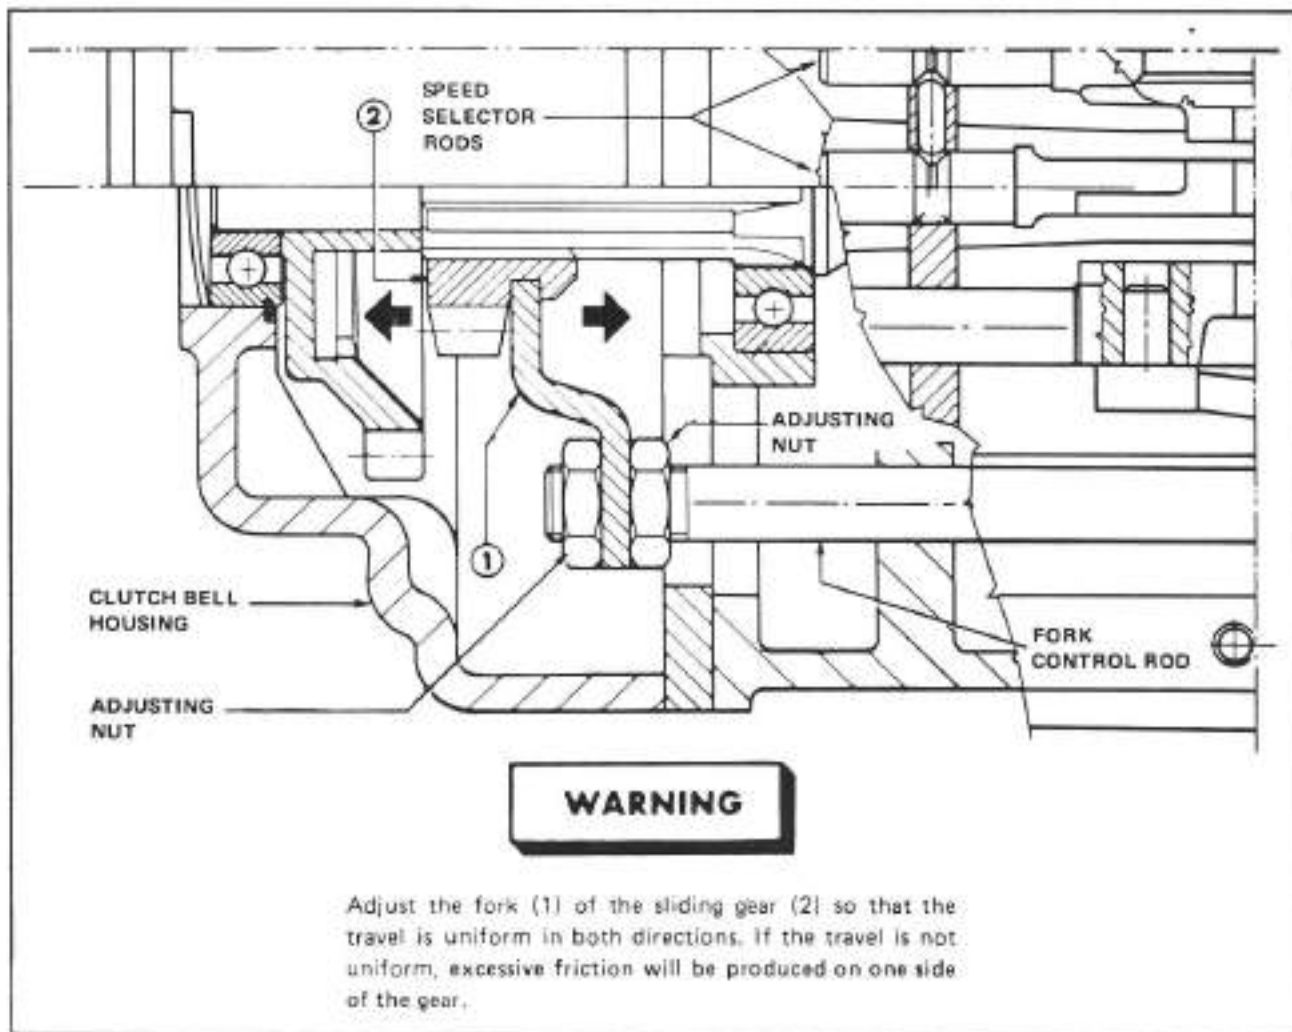 SPEED
SELECTOR
RODS
2
ADJUSTING
NUT
1
CLUTCH BELL
HOUSING
FORK
CONTROL ROD
ADJUSTING
NUT
WARNING
Adjust the fork (1) of the sliding gear (2) so that the
travel is uniform in both directions. If the travel is not
uniform, excessive friction will be produced on one side
of the gear.